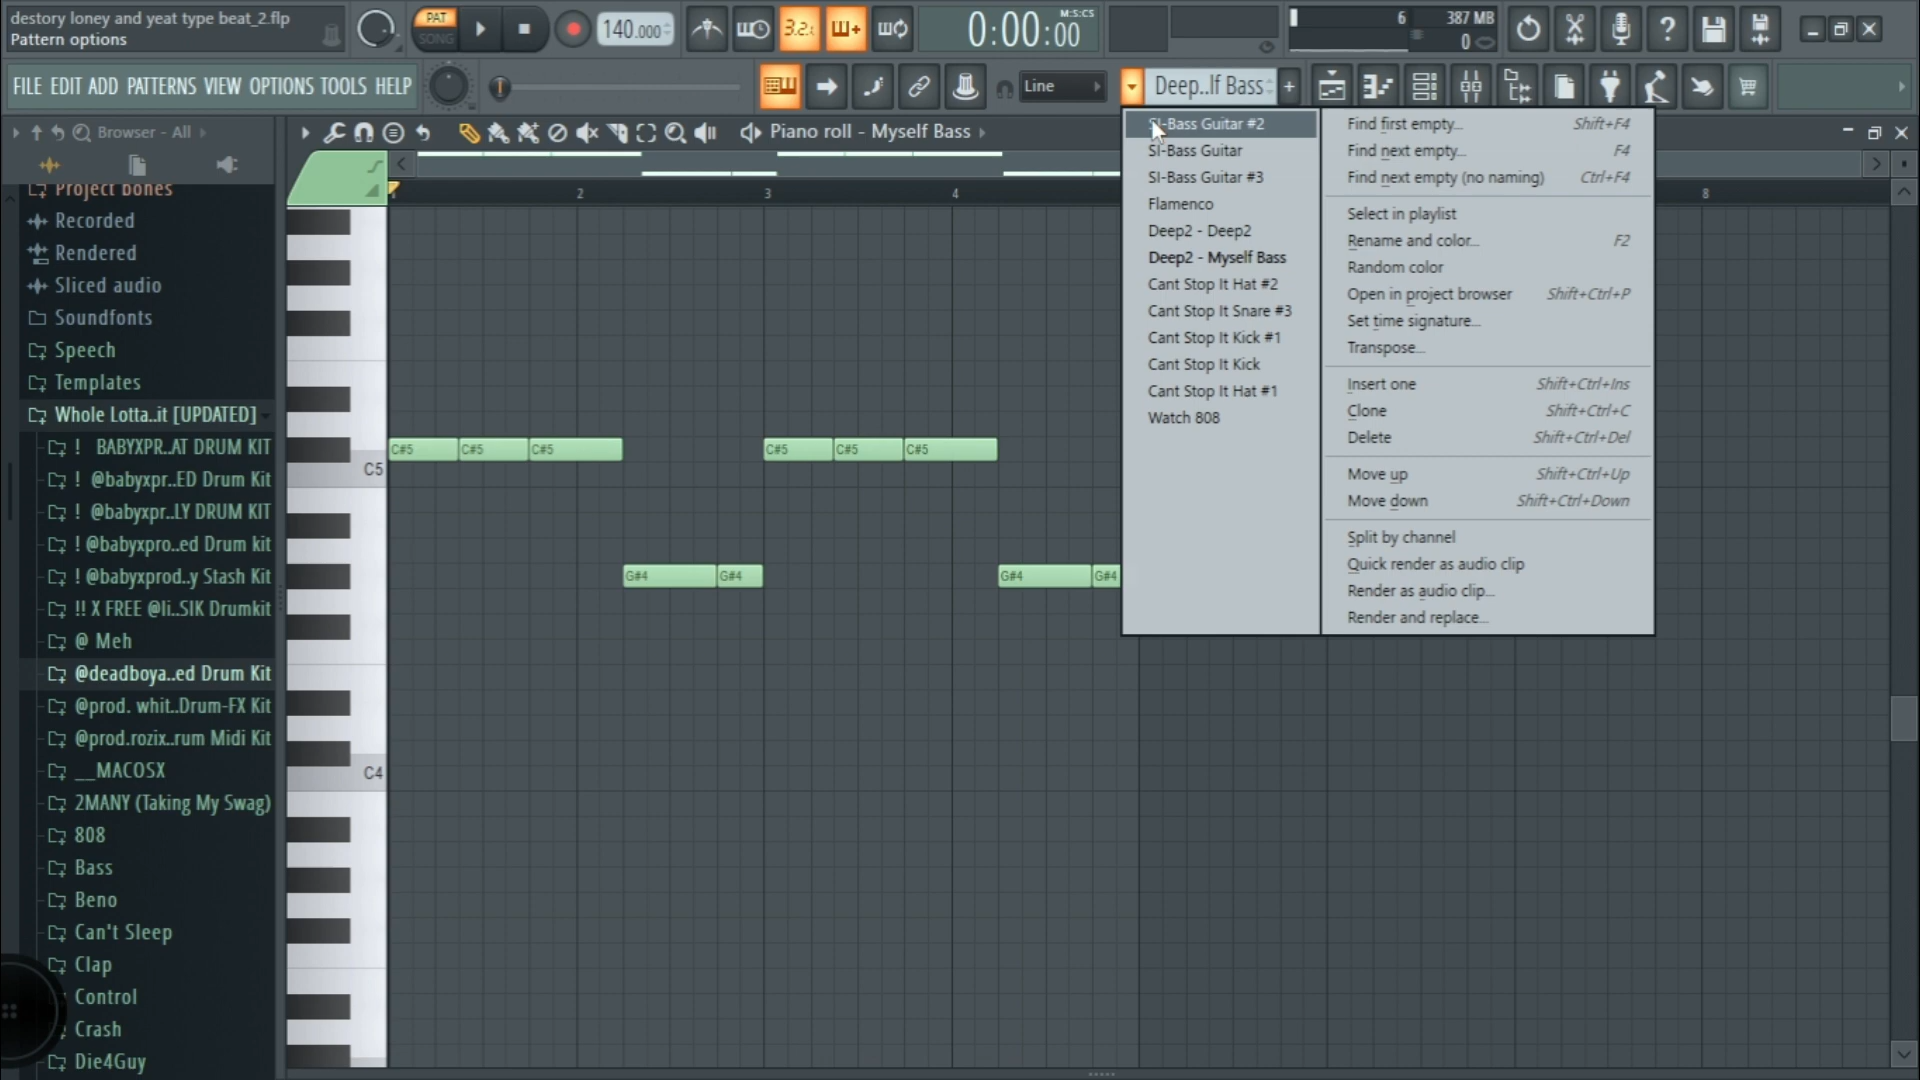 destory loney and yeat type beat_2.flp
Pattern options
PAT
SONG
140.000
3.2.:
0:00:00
M:S:CS
6
387 MB
0
FILE EDIT ADD PATTERNS VIEW OPTIONS TOOLS HELP
Line
Deep..lf Bass
Browser - All
Piano roll - Myself Bass
Project bones
Recorded
Rendered
Sliced audio
Soundfonts
Speech
Templates
Whole Lotta..it [UPDATED]
! BABYXPR..AT DRUM KIT
! @babyxpr..ED Drum Kit
! @babyxpr..LY DRUM KIT
! @babyxpro..ed Drum kit
! @babyxprod..y Stash Kit
!! X FREE @li..SIK Drumkit
@ Meh
@deadboya..ed Drum Kit
@prod. whit..Drum-FX Kit
@prod.rozix..rum Midi Kit
__MACOSX
2MANY (Taking My Swag)
808
Bass
Beno
Can't Sleep
Clap
Control
Crash
Die4Guy
2
3
4
8
C5
C4
C#5
C#5
C#5
C#5
C#5
C#5
G#4
G#4
G#4
G#4
SI-Bass Guitar #2
SI-Bass Guitar
SI-Bass Guitar #3
Flamenco
Deep2 - Deep2
Deep2 - Myself Bass
Cant Stop It Hat #2
Cant Stop It Snare #3
Cant Stop It Kick #1
Cant Stop It Kick
Cant Stop It Hat #1
Watch 808
Find first empty... Shift+F4
Find next empty... F4
Find next empty (no naming) Ctrl+F4
Select in playlist
Rename and color... F2
Random color
Open in project browser Shift+Ctrl+P
Set time signature...
Transpose...
Insert one Shift+Ctrl+Ins
Clone Shift+Ctrl+C
Delete Shift+Ctrl+Del
Move up Shift+Ctrl+Up
Move down Shift+Ctrl+Down
Split by channel
Quick render as audio clip
Render as audio clip...
Render and replace...